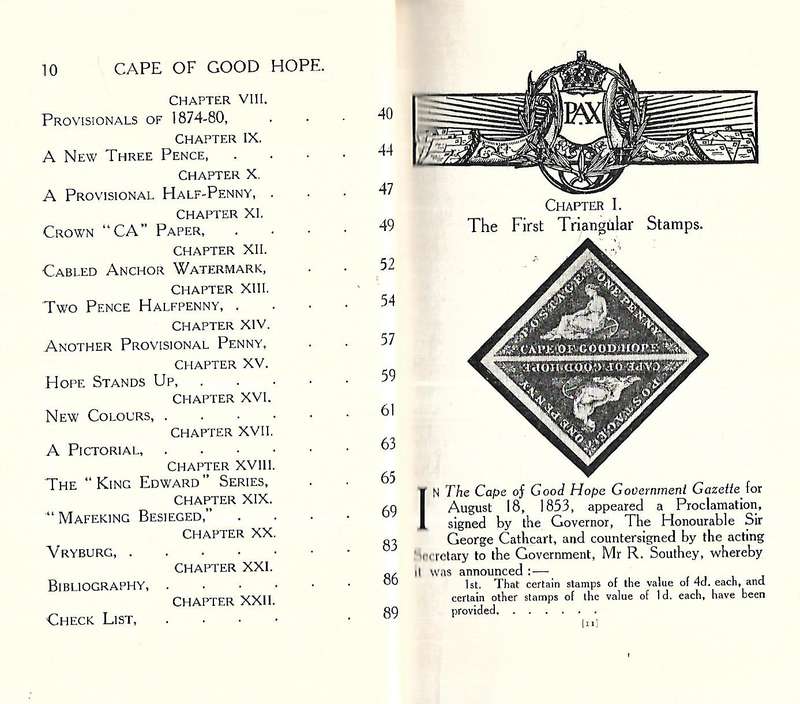 10 CAPE OF GOOD HOPE.
CHAPTER VIII.
PROVISIONALS OF 1874-80, . . . 40
CHAPTER IX.
A NEW THREE PENCE, . . . . 44
CHAPTER X.
A PROVISIONAL HALF-PENNY, . . . 47
CHAPTER XI.
CROWN "CA" PAPER, . . . . 49
CHAPTER XII.
CABLED ANCHOR WATERMARK, . . 52
CHAPTER XIII.
TWO PENCE HALFPENNY, . . . . 54
CHAPTER XIV.
ANOTHER PROVISIONAL PENNY, . . 57
CHAPTER XV.
HOPE STANDS UP, . . . . . 59
CHAPTER XVI.
NEW COLOURS, . . . . . . 61
CHAPTER XVII.
A PICTORIAL, . . . . . . 63
CHAPTER XVIII.
THE "KING EDWARD" SERIES, . . 65
CHAPTER XIX.
"MAFEKING BESIEGED," . . . . 69
CHAPTER XX.
VRYBURG, . . . . . . . 83
CHAPTER XXI.
BIBLIOGRAPHY, . . . . . . 86
CHAPTER XXII.
CHECK LIST, . . . . . 89
PAX
CHAPTER I.
The First Triangular Stamps.
POSTAGE ONE PENNY
CAPE OF GOOD HOPE
CAPE OF GOOD HOPE
POSTAGE ONE PENNY
IN The Cape of Good Hope Government Gazette for
August 18, 1853, appeared a Proclamation,
signed by the Governor, The Honourable Sir
George Cathcart, and countersigned by the acting
Secretary to the Government, Mr R. Southey, whereby
it was announced :—
1st. That certain stamps of the value of 4d. each, and
certain other stamps of the value of 1d. each, have been
provided. . . . . . .
[11]